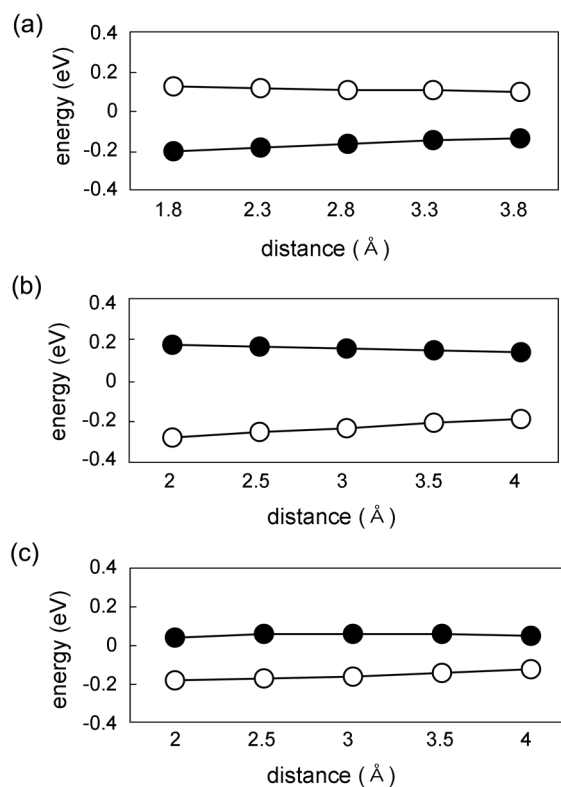 (a)
0.4
0.2
0
-0.2
-0.4
energy (eV)
1.8 2.3 2.8 3.3 3.8
distance ( Å )
(b)
0.4
0.2
0
-0.2
-0.4
energy (eV)
2 2.5 3 3.5 4
distance ( Å )
(c)
0.4
0.2
0
-0.2
-0.4
energy (eV)
2 2.5 3 3.5 4
distance ( Å )